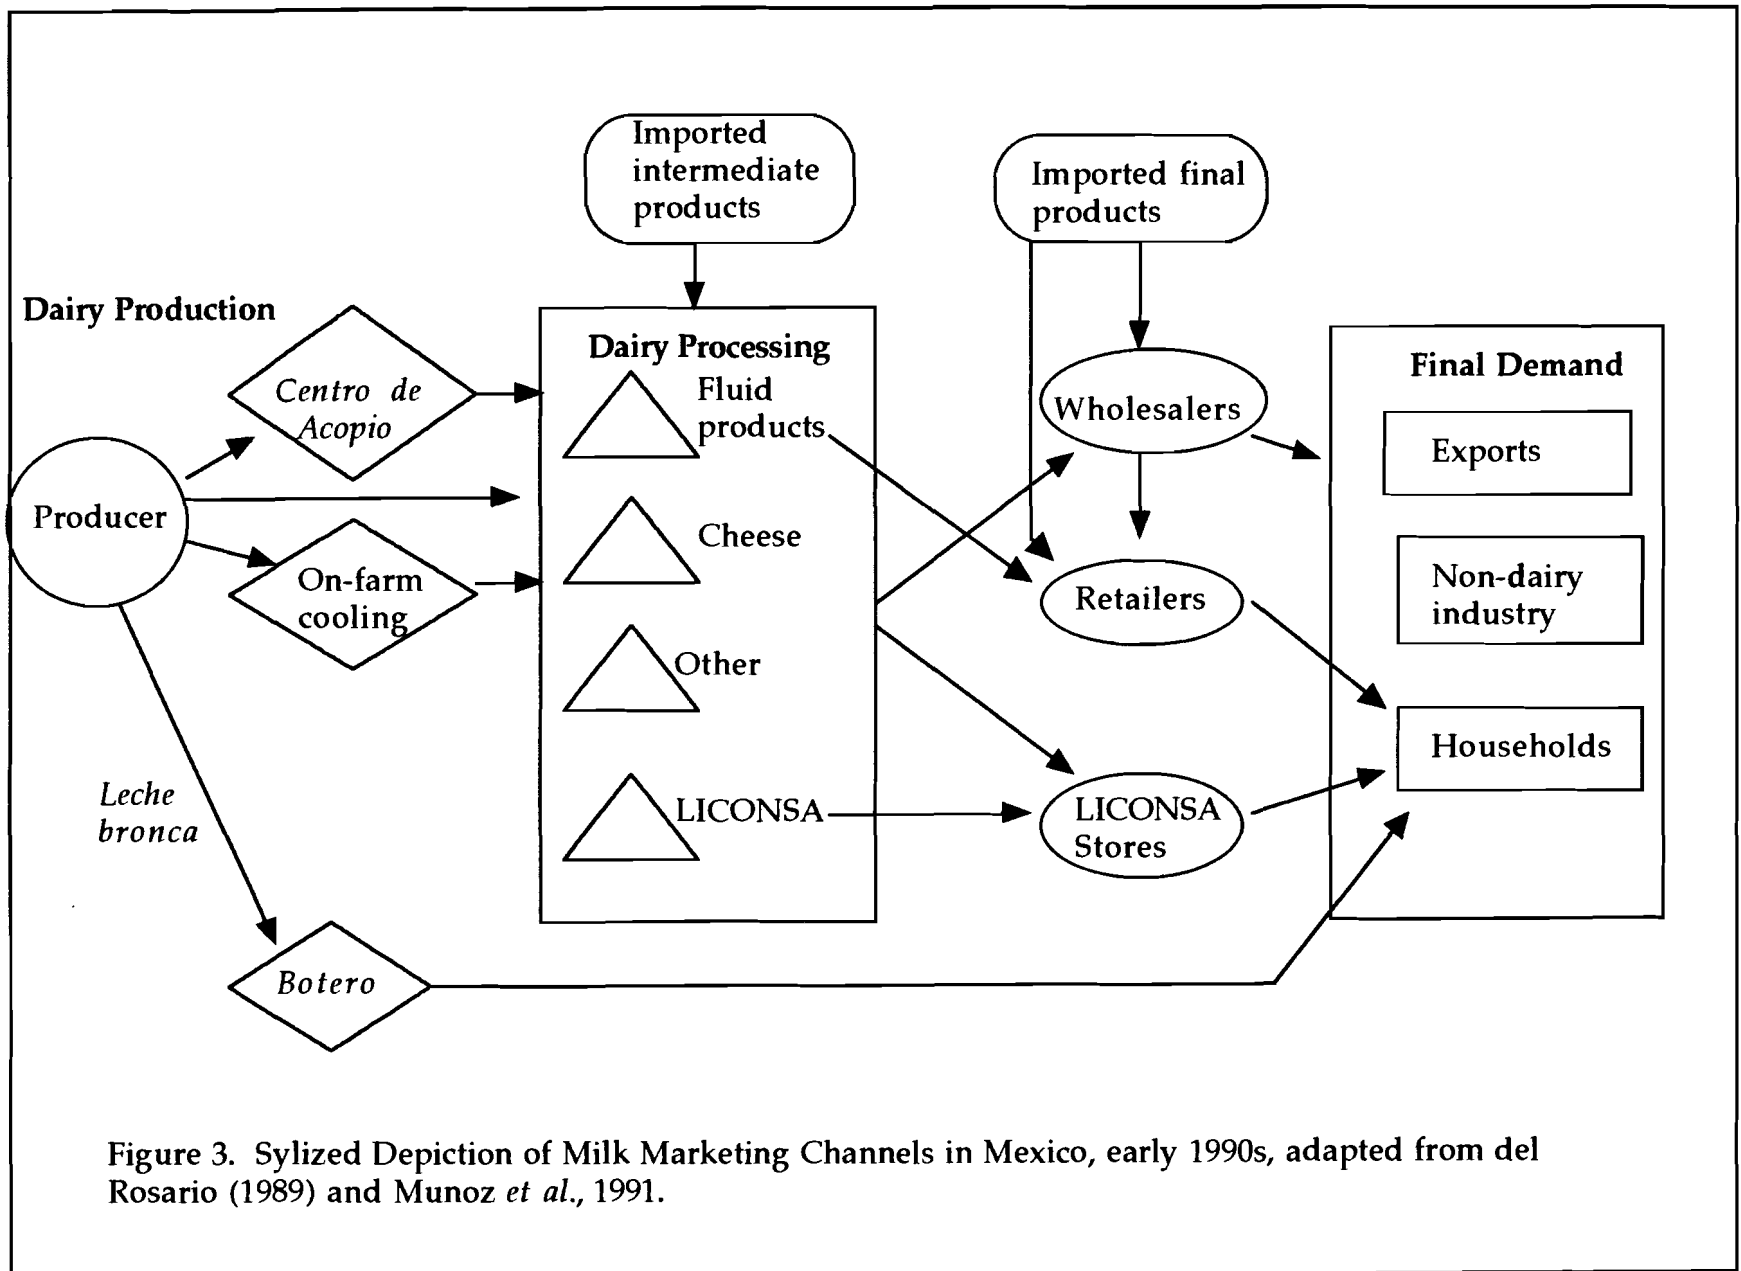 Imported
intermediate
products
Imported final
products
Dairy Production
Centro de
Acopio
Producer
On-farm
cooling
Leche
bronca
Botero
Dairy Processing
Fluid
products
Cheese
Other
LICONSA
Wholesalers
Retailers
LICONSA
Stores
Final Demand
Exports
Non-dairy
industry
Households
Figure 3. Sylized Depiction of Milk Marketing Channels in Mexico, early 1990s, adapted from del
Rosario (1989) and Munoz et al., 1991.